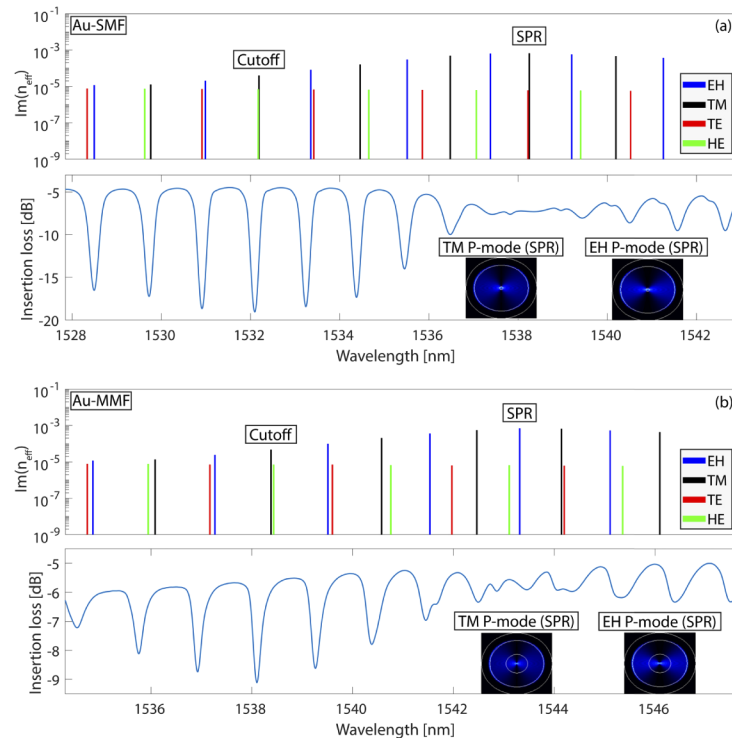 Au-SMF
(a)
SPR
Cutoff
Im(n_eff)
10⁻¹
10⁻³
10⁻⁵
10⁻⁷
10⁻⁹
EH
TM
TE
HE
Insertion loss [dB]
-5
-10
-15
-20
TM P-mode (SPR) EH P-mode (SPR)
1528 1530 1532 1534 1536 1538 1540 1542
Wavelength [nm]
Au-MMF
(b)
SPR
Cutoff
Im(n_eff)
10⁻¹
10⁻³
10⁻⁵
10⁻⁷
10⁻⁹
EH
TM
TE
HE
Insertion loss [dB]
-5
-6
-7
-8
-9
TM P-mode (SPR) EH P-mode (SPR)
1536 1538 1540 1542 1544 1546
Wavelength [nm]